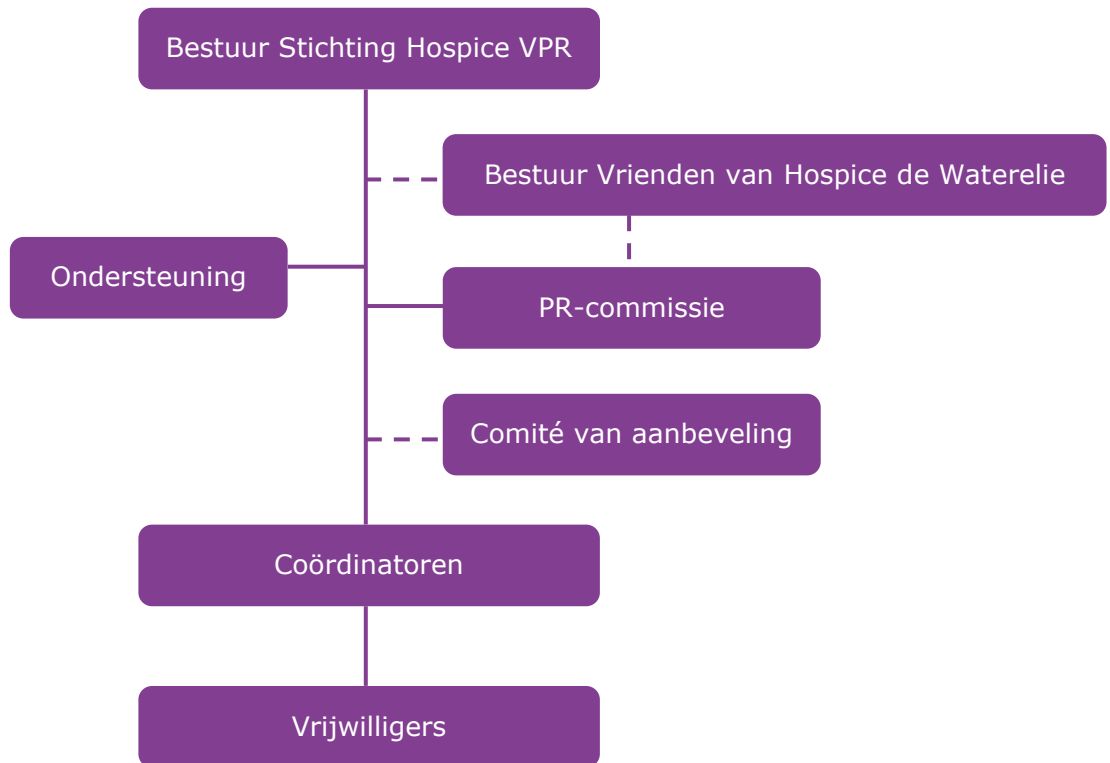 Bestuur Stichting Hospice VPR
Bestuur Vrienden van Hospice de Waterelie
Ondersteuning
PR-commissie
Comité van aanbeveling
Coördinatoren
Vrijwilligers